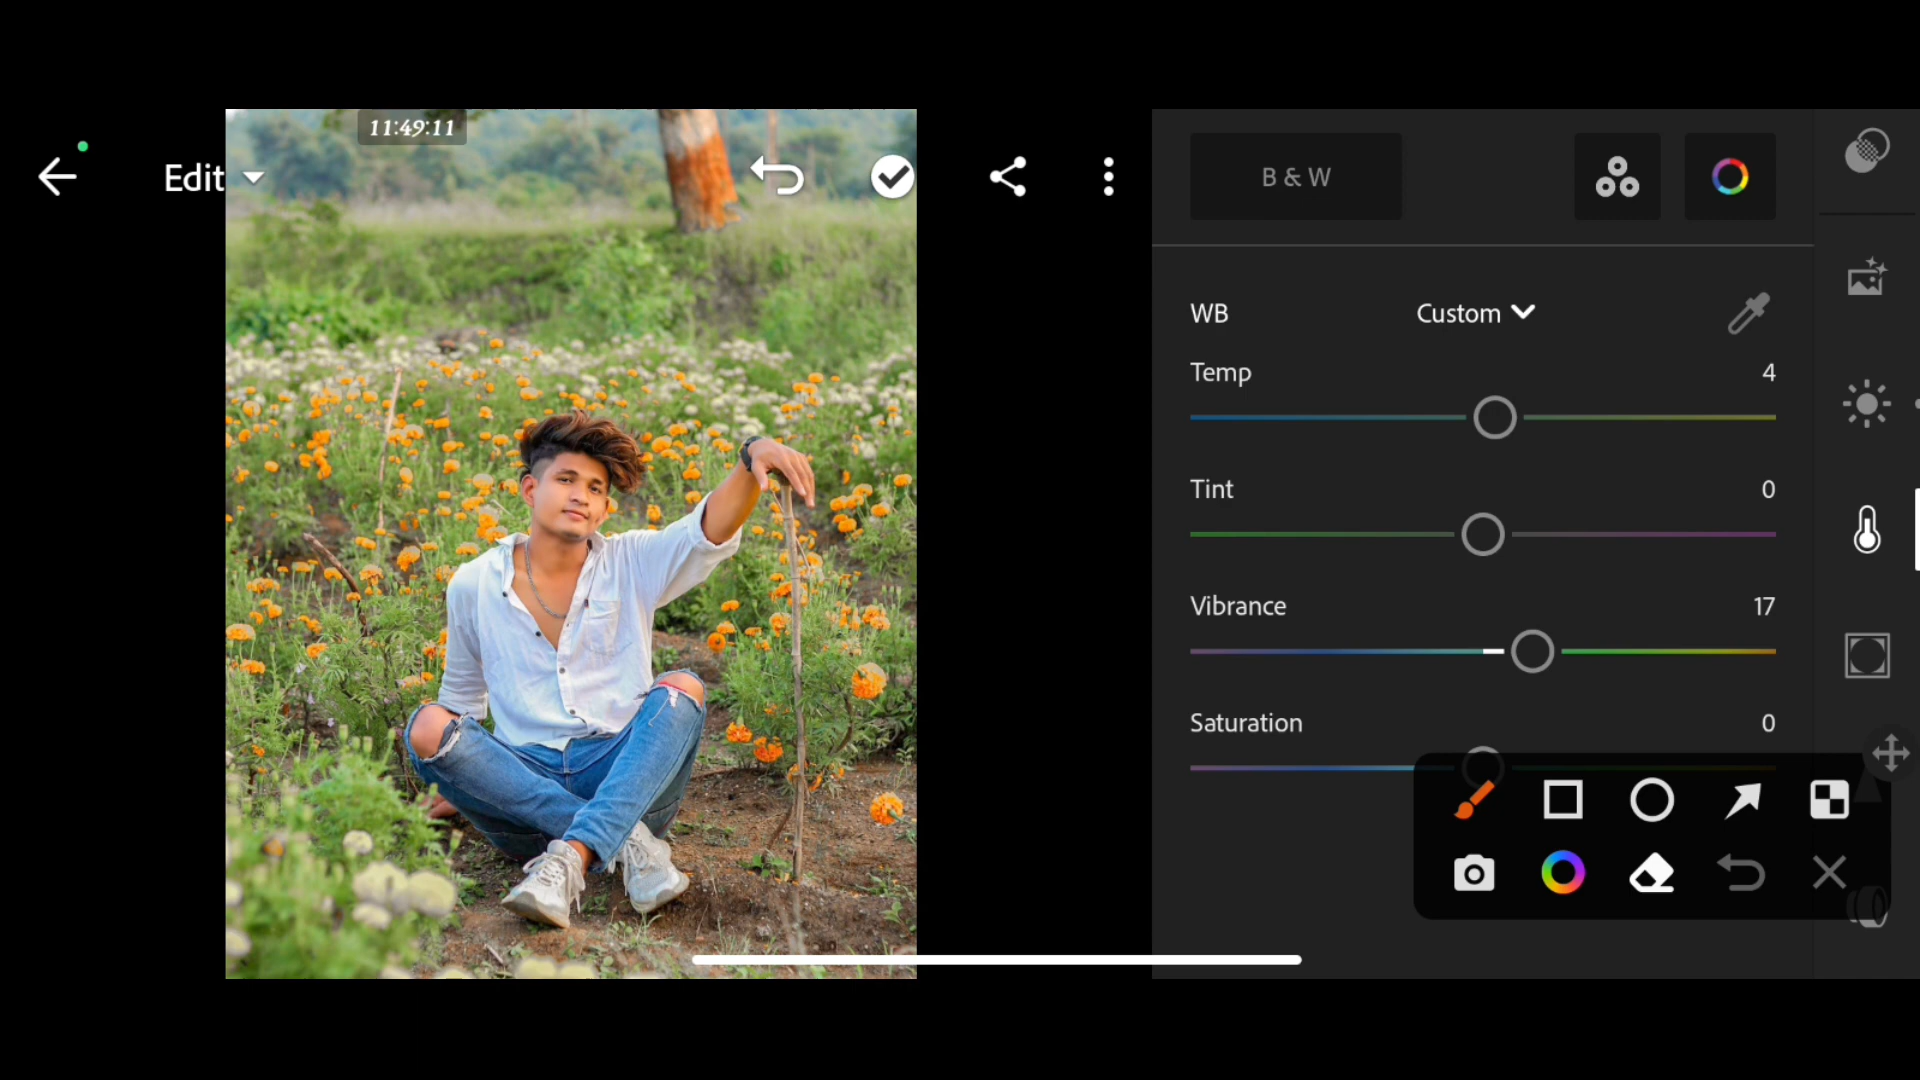 11:49:11
Edit
B & W
WB Custom
Temp 4
Tint 0
Vibrance 17
Saturation 0